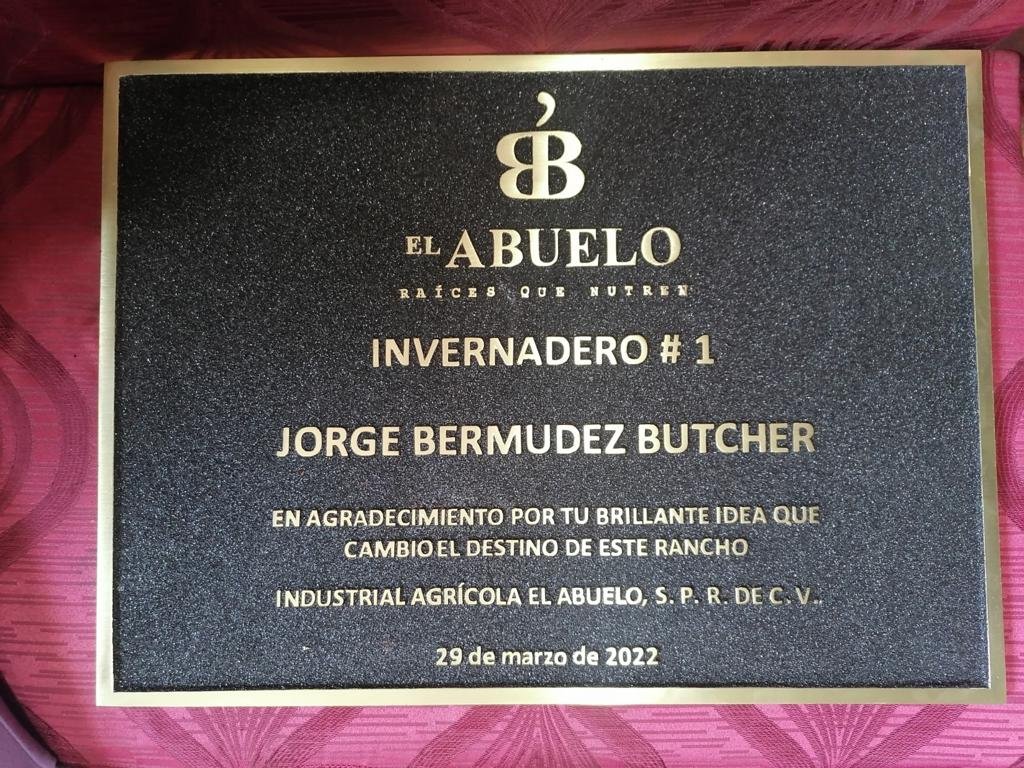 EL ABUELO
RAÍCES QUE NUTREN
INVERNADERO # 1
JORGE BERMUDEZ BUTCHER
EN AGRADECIMIENTO POR TU BRILLANTE IDEA QUE
CAMBIO EL DESTINO DE ESTE RANCHO
INDUSTRIAL AGRÍCOLA EL ABUELO, S. P. R. DE C. V..
29 de marzo de 2022